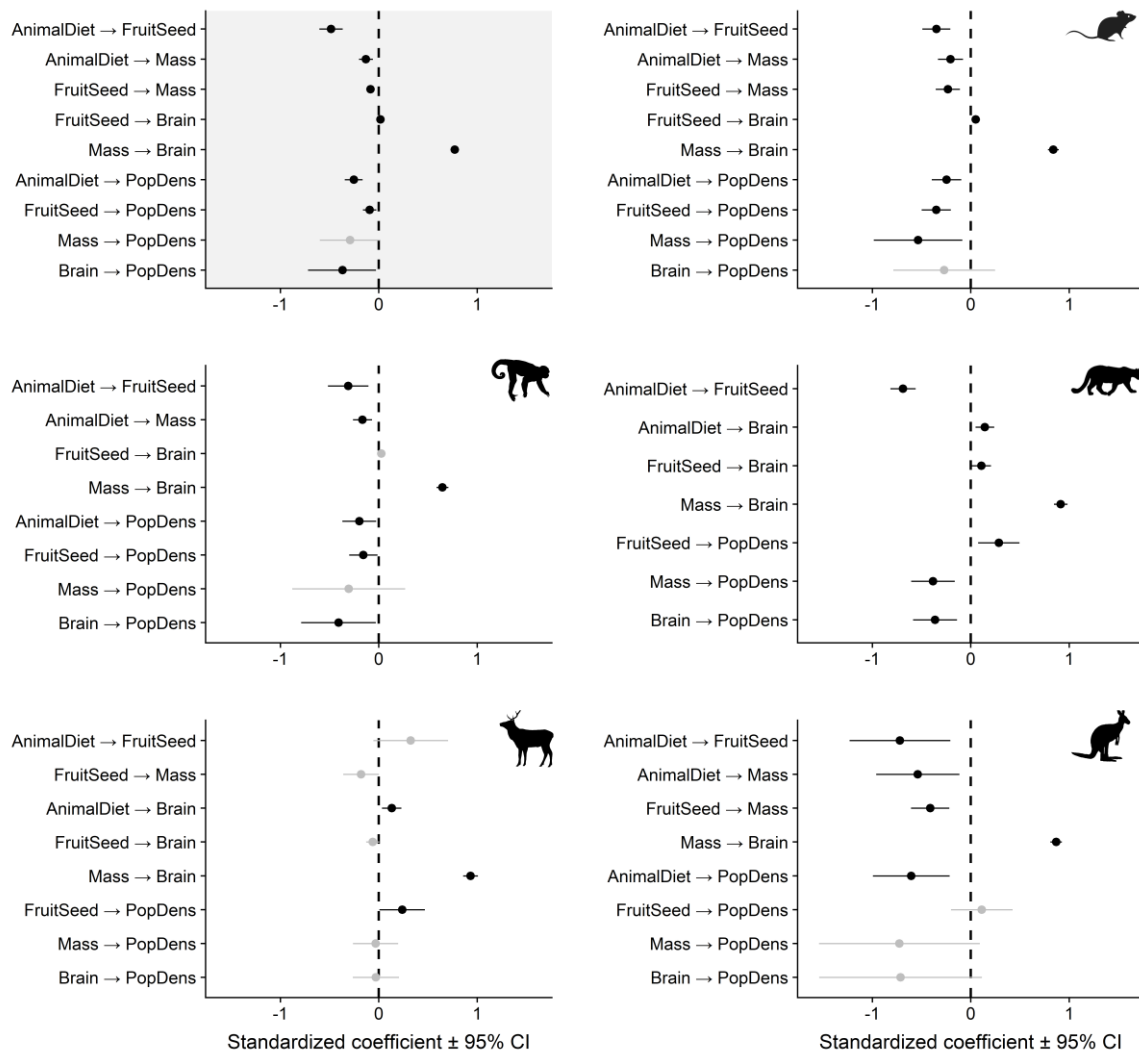 AnimalDiet → FruitSeed
AnimalDiet → Mass
FruitSeed → Mass
FruitSeed → Brain
Mass → Brain
AnimalDiet → PopDens
FruitSeed → PopDens
Mass → PopDens
Brain → PopDens
-1 0 1
AnimalDiet → FruitSeed
AnimalDiet → Mass
FruitSeed → Mass
FruitSeed → Brain
Mass → Brain
AnimalDiet → PopDens
FruitSeed → PopDens
Mass → PopDens
Brain → PopDens
-1 0 1
AnimalDiet → FruitSeed
AnimalDiet → Mass
FruitSeed → Brain
Mass → Brain
AnimalDiet → PopDens
FruitSeed → PopDens
Mass → PopDens
Brain → PopDens
-1 0 1
AnimalDiet → FruitSeed
AnimalDiet → Brain
FruitSeed → Brain
Mass → Brain
FruitSeed → PopDens
Mass → PopDens
Brain → PopDens
-1 0 1
AnimalDiet → FruitSeed
FruitSeed → Mass
AnimalDiet → Brain
FruitSeed → Brain
Mass → Brain
FruitSeed → PopDens
Mass → PopDens
Brain → PopDens
-1 0 1
Standardized coefficient ± 95% CI
AnimalDiet → FruitSeed
AnimalDiet → Mass
FruitSeed → Mass
Mass → Brain
AnimalDiet → PopDens
FruitSeed → PopDens
Mass → PopDens
Brain → PopDens
-1 0 1
Standardized coefficient ± 95% CI